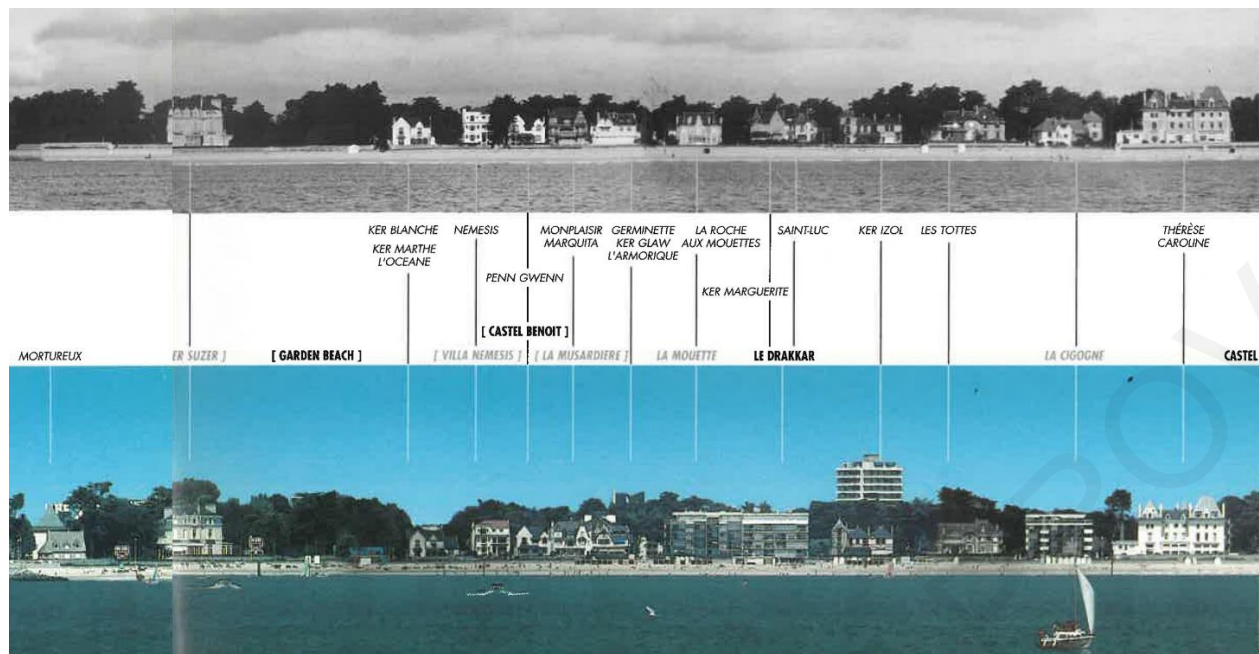 KER BLANCHE
KER MARTHE
L'OCEANE
NEMESIS
PENN GWENN
MONPLAISIR
MARQUITA
GERMINETTE
KER GLAW
L'ARMORIQUE
LA ROCHE
AUX MOUETTES
KER MARGUERITE
SAINT-LUC
KER IZOL
LES TOTTES
THÉRÈSE
CAROLINE
[ CASTEL BENOIT ]
MORTUREUX
ER SUZER ]
[ GARDEN BEACH ]
[ VILLA NEMESIS ]
[ LA MUSARDIERE ]
LA MOUETTE
LE DRAKKAR
LA CIGOGNE
CASTEL